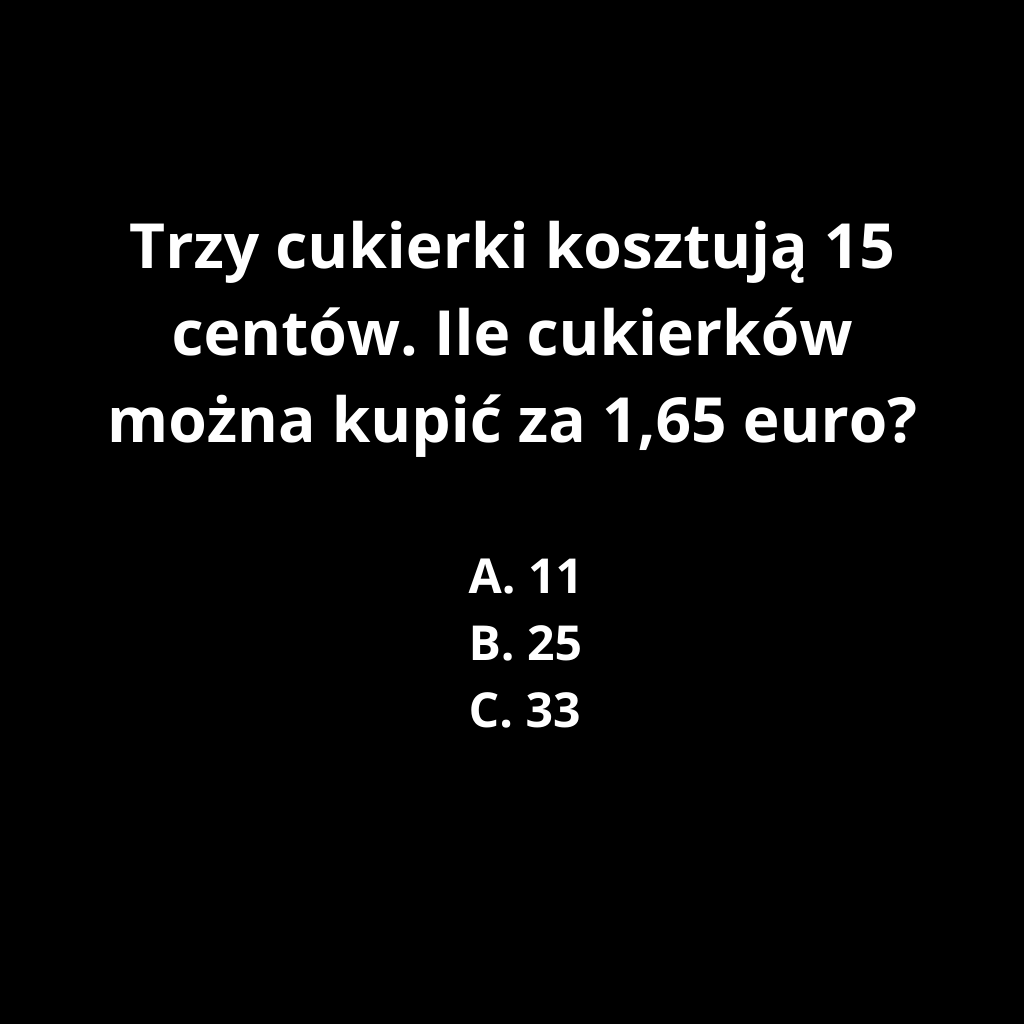 Trzy cukierki kosztują 15
centów. Ile cukierków
można kupić za 1,65 euro?
A. 11
B. 25
C. 33